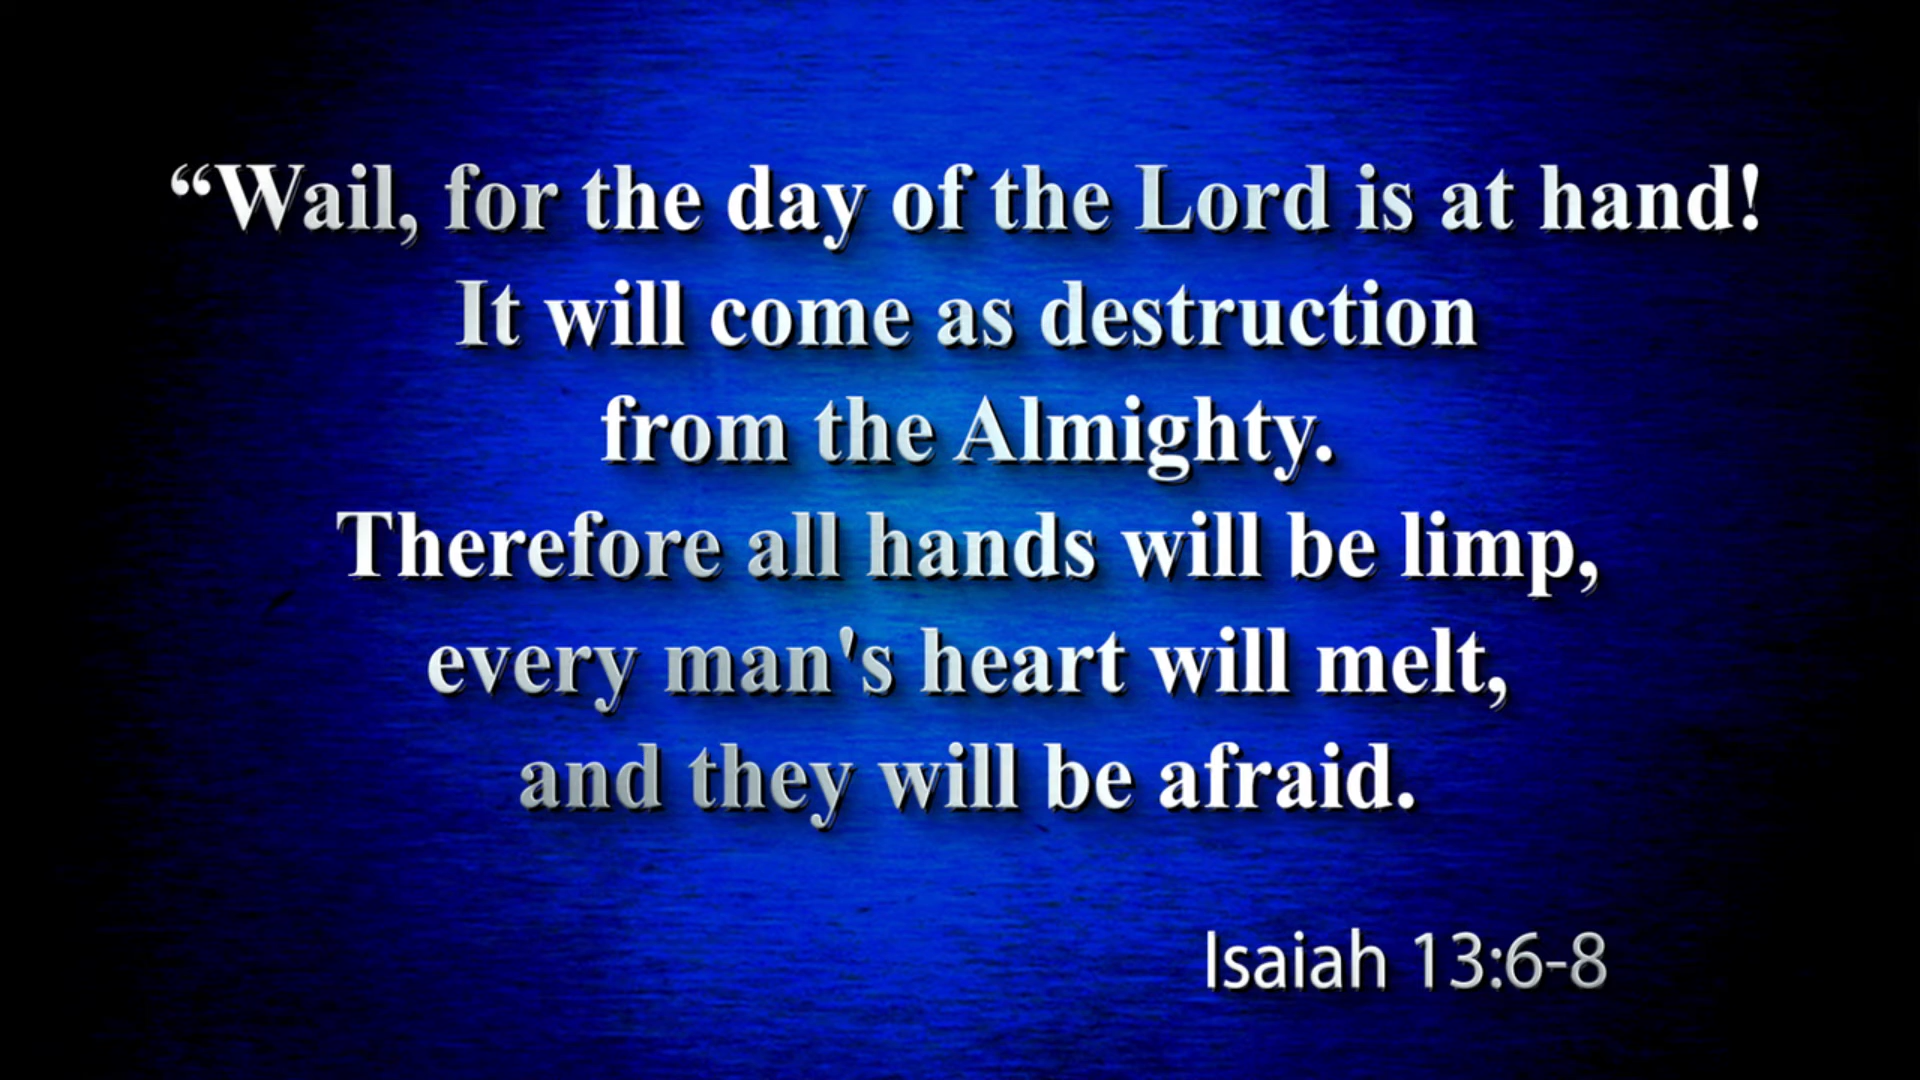 “Wail, for the day of the Lord is at hand!
It will come as destruction
from the Almighty.
Therefore all hands will be limp,
every man's heart will melt,
and they will be afraid.
Isaiah 13:6-8